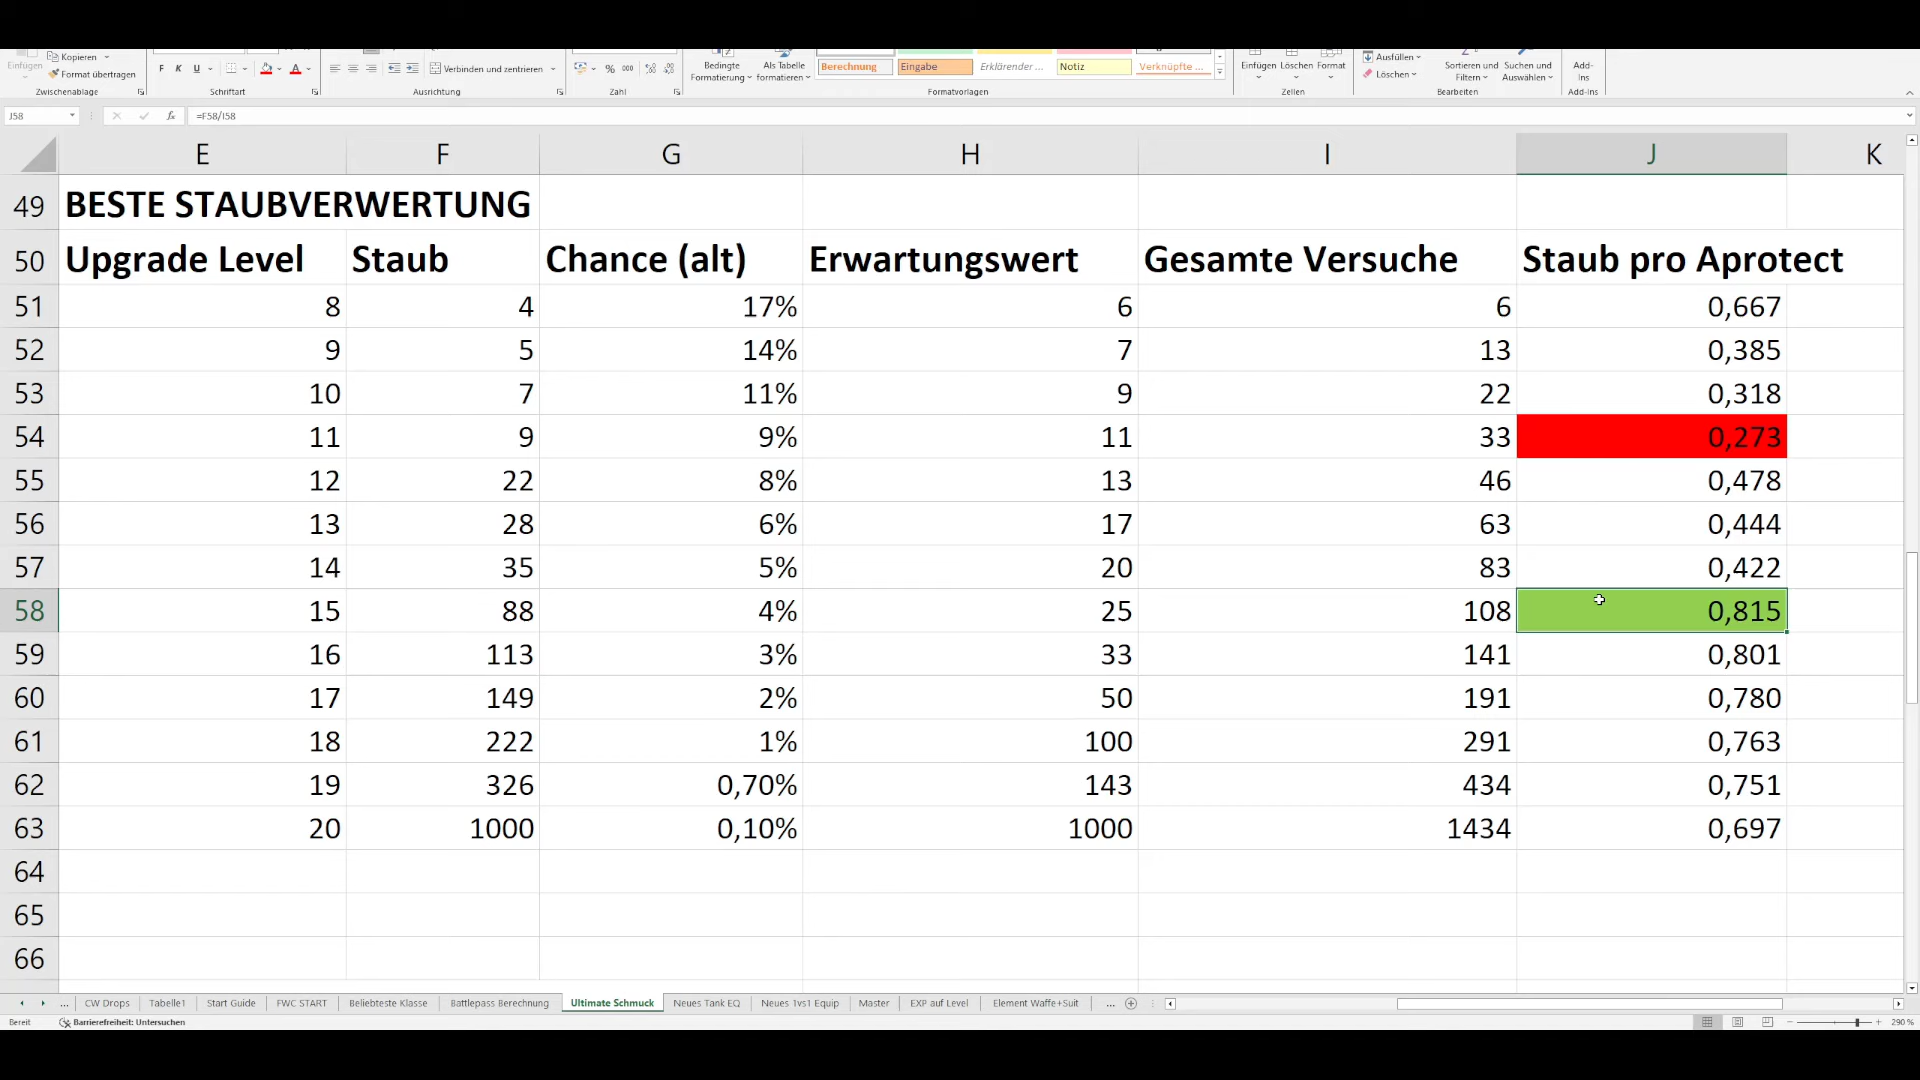 Kopieren
Einfügen
Format übertragen
Zwischenablage
F K U
Schriftart
Verbinden und zentrieren
Ausrichtung
% 000
Zahl
Bedingte Formatierung
Als Tabelle formatieren
Berechnung
Eingabe
Erklärender ...
Notiz
Verknüpfte ...
Formatvorlagen
Einfügen Löschen Format
Zellen
Ausfüllen
Löschen
Sortieren und Filtern
Suchen und Auswählen
Bearbeiten
Add-Ins
Add-Ins
J58
fx
=F58/I58
E F G H I J K
49 BESTE STAUBVERWERTUNG
50 Upgrade Level Staub Chance (alt) Erwartungswert Gesamte Versuche Staub pro Aprotect
51 8 4 17% 6 6 0,667
52 9 5 14% 7 13 0,385
53 10 7 11% 9 22 0,318
54 11 9 9% 11 33 0,273
55 12 22 8% 13 46 0,478
56 13 28 6% 17 63 0,444
57 14 35 5% 20 83 0,422
58 15 88 4% 25 108 0,815
59 16 113 3% 33 141 0,801
60 17 149 2% 50 191 0,780
61 18 222 1% 100 291 0,763
62 19 326 0,70% 143 434 0,751
63 20 1000 0,10% 1000 1434 0,697
64
65
66
... CW Drops Tabelle1 Start Guide FWC START Beliebteste Klasse Battlepass Berechnung Ultimate Schmuck Neues Tank EQ Neues 1vs1 Equip Master EXP auf Level Element Waffe+Suit ...
Bereit Barrierefreiheit: Untersuchen 290 %